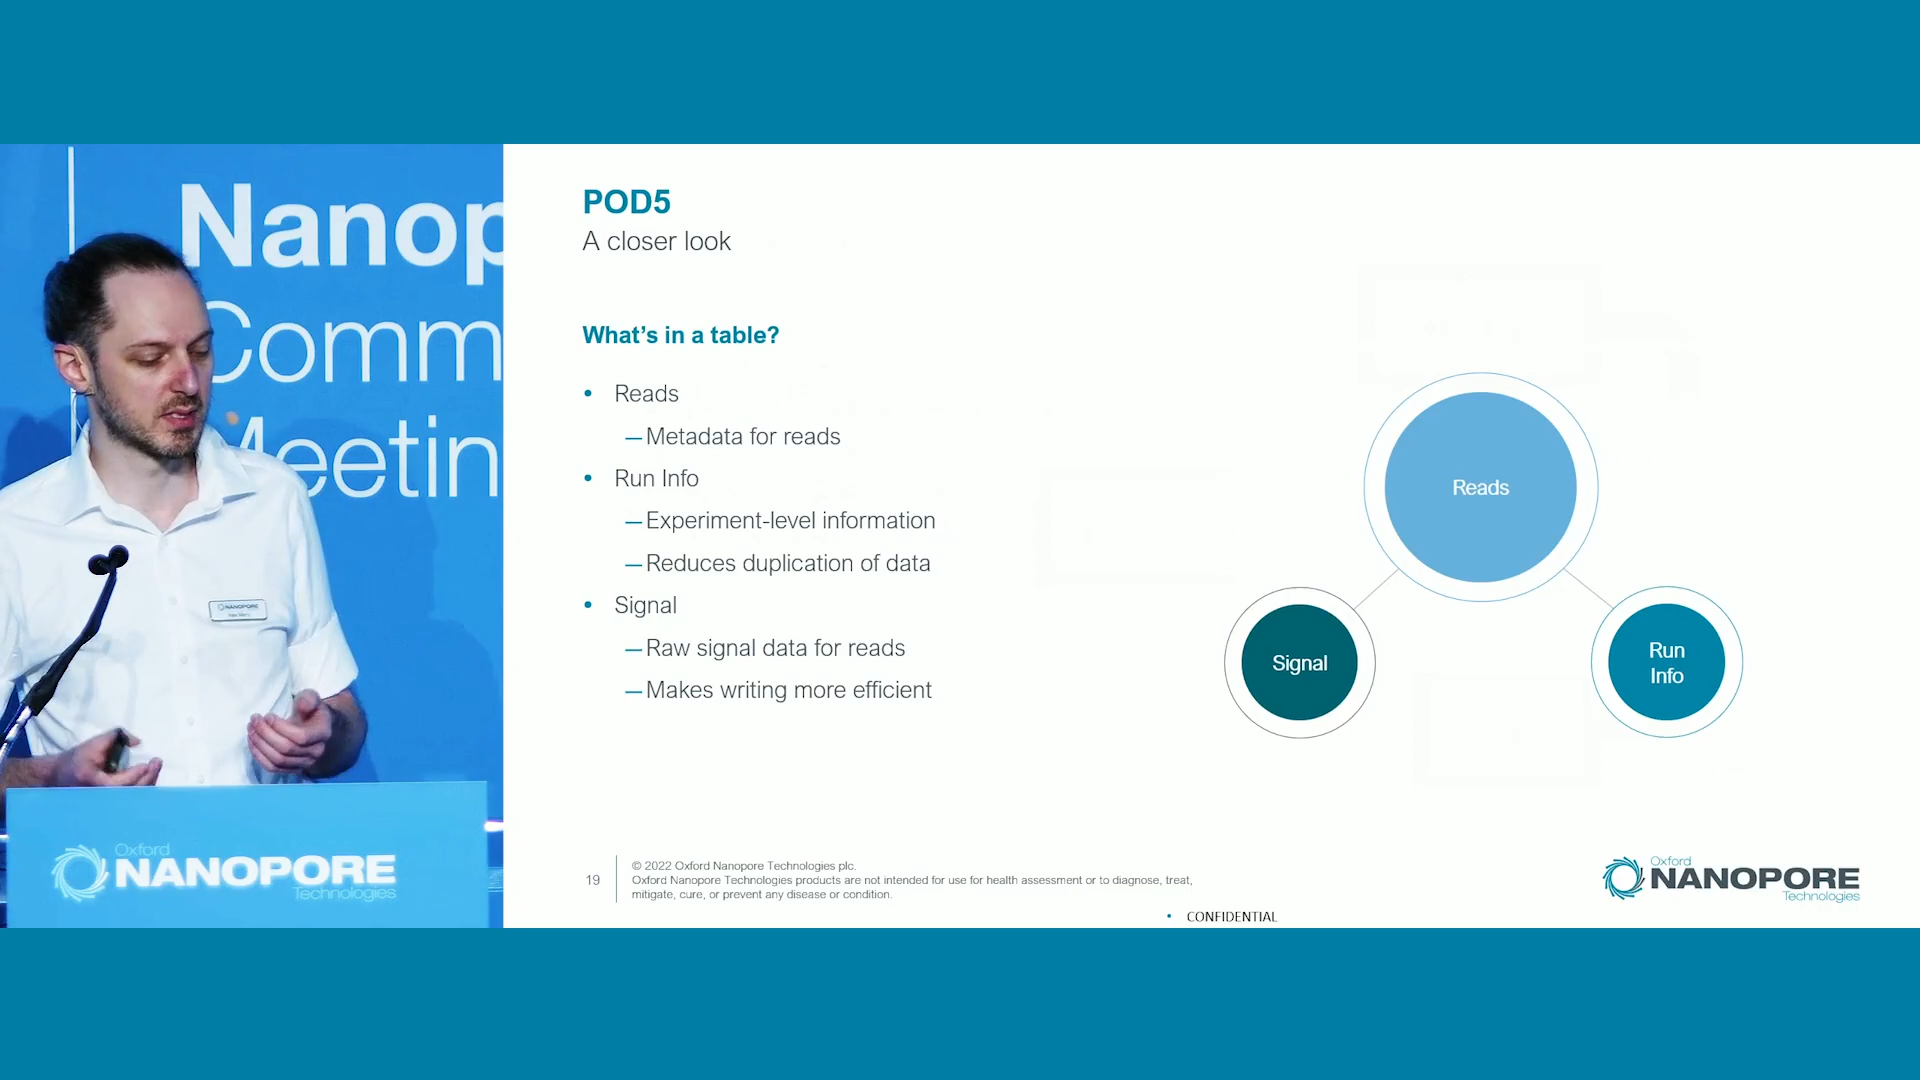 Nanop
Comm
Meetin
NANOPORE
Oxford
NANOPORE
Technologies
POD5
A closer look
What's in a table?
• Reads
—Metadata for reads
• Run Info
—Experiment-level information
—Reduces duplication of data
• Signal
—Raw signal data for reads
—Makes writing more efficient
Reads
Signal
Run
Info
19
© 2022 Oxford Nanopore Technologies plc.
Oxford Nanopore Technologies products are not intended for use for health assessment or to diagnose, treat,
mitigate, cure, or prevent any disease or condition.
• CONFIDENTIAL
Oxford
NANOPORE
Technologies